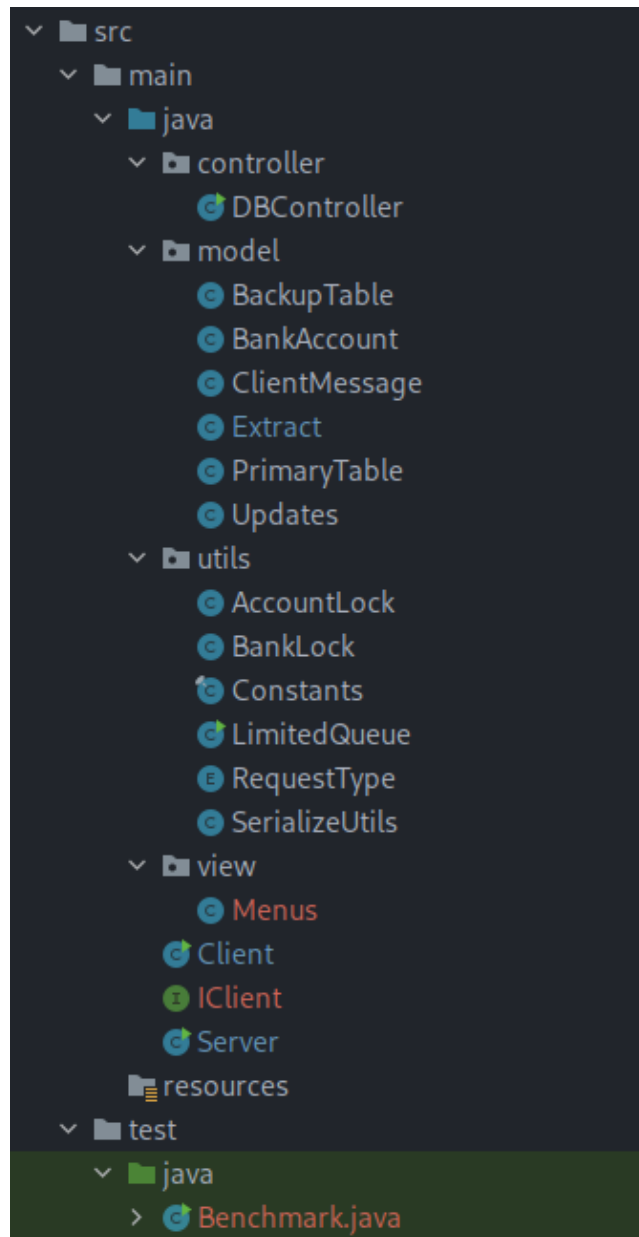 src
main
java
controller
DBController
model
BackupTable
BankAccount
ClientMessage
Extract
PrimaryTable
Updates
utils
AccountLock
BankLock
Constants
LimitedQueue
RequestType
SerializeUtils
view
Menus
Client
IClient
Server
resources
test
java
Benchmark.java